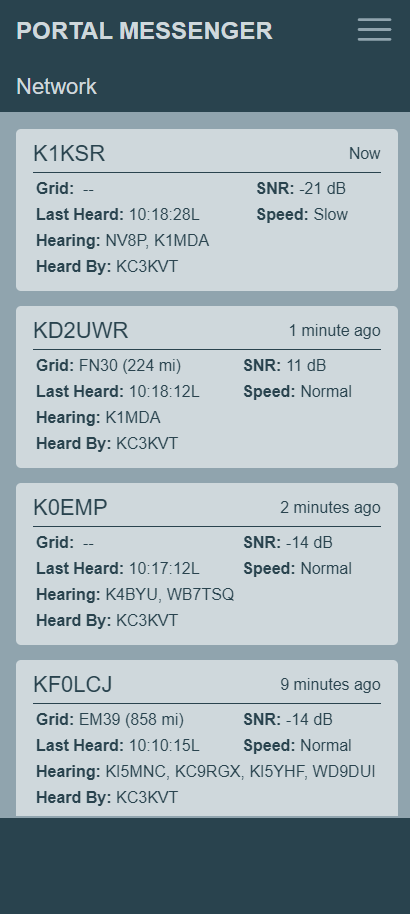 PORTAL MESSENGER
Network
K1KSR Now
Grid: -- SNR: -21 dB
Last Heard: 10:18:28L Speed: Slow
Hearing: NV8P, K1MDA
Heard By: KC3KVT
KD2UWR 1 minute ago
Grid: FN30 (224 mi) SNR: 11 dB
Last Heard: 10:18:12L Speed: Normal
Hearing: K1MDA
Heard By: KC3KVT
K0EMP 2 minutes ago
Grid: -- SNR: -14 dB
Last Heard: 10:17:12L Speed: Normal
Hearing: K4BYU, WB7TSQ
Heard By: KC3KVT
KF0LCJ 9 minutes ago
Grid: EM39 (858 mi) SNR: -14 dB
Last Heard: 10:10:15L Speed: Normal
Hearing: KI5MNC, KC9RGX, KI5YHF, WD9DUI
Heard By: KC3KVT